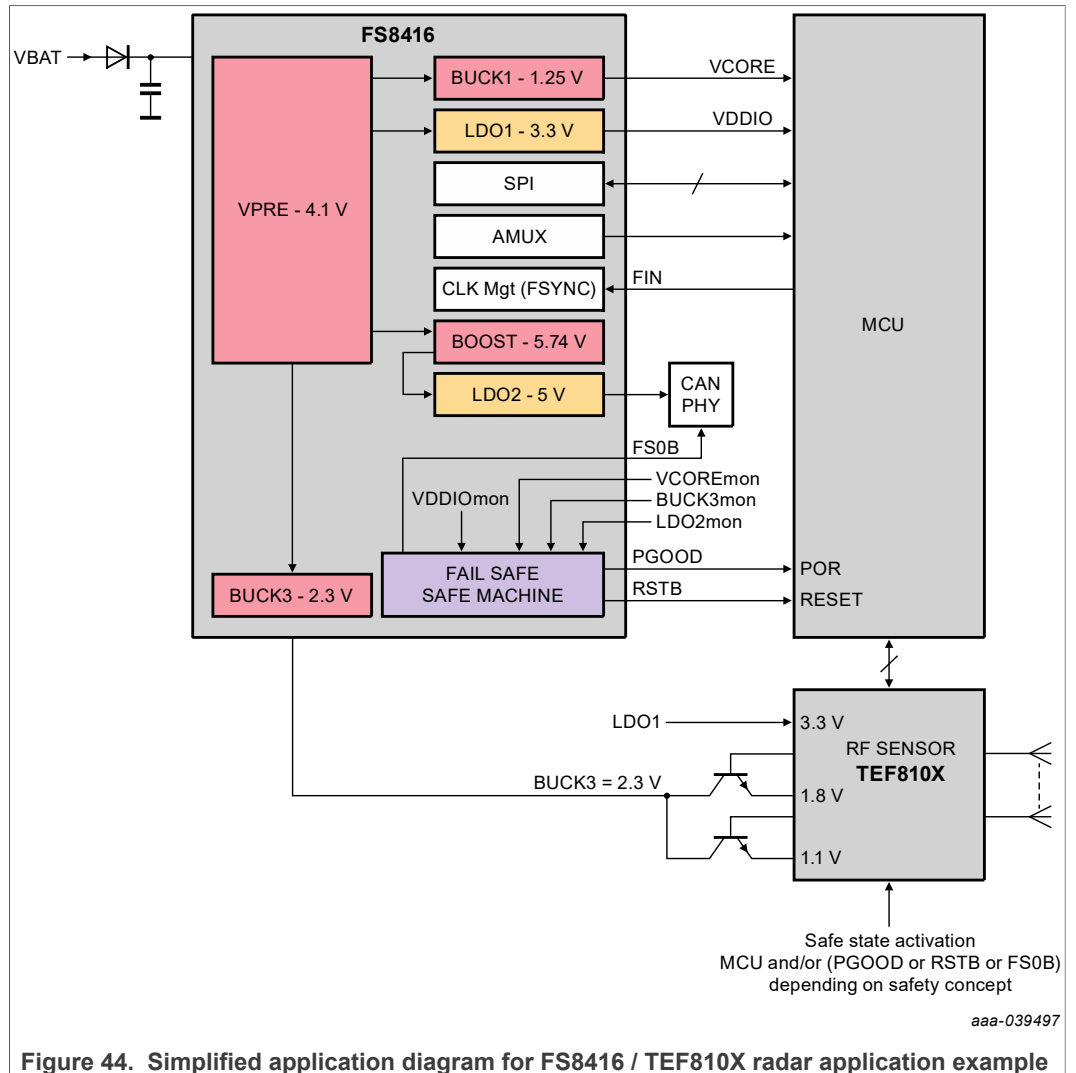 FS8416
VBAT
BUCK1 - 1.25 V
VCORE
LDO1 - 3.3 V
VDDIO
SPI
VPRE - 4.1 V
AMUX
CLK Mgt (FSYNC)
FIN
MCU
BOOST - 5.74 V
LDO2 - 5 V
CAN
PHY
FS0B
VCOREmon
VDDIOmon
BUCK3mon
LDO2mon
PGOOD
POR
FAIL SAFE
SAFE MACHINE
BUCK3 - 2.3 V
RSTB
RESET
LDO1
3.3 V
RF SENSOR
TEF810X
BUCK3 = 2.3 V
1.8 V
1.1 V
Safe state activation
MCU and/or (PGOOD or RSTB or FS0B)
depending on safety concept
aaa-039497
Figure 44. Simplified application diagram for FS8416 / TEF810X radar application example